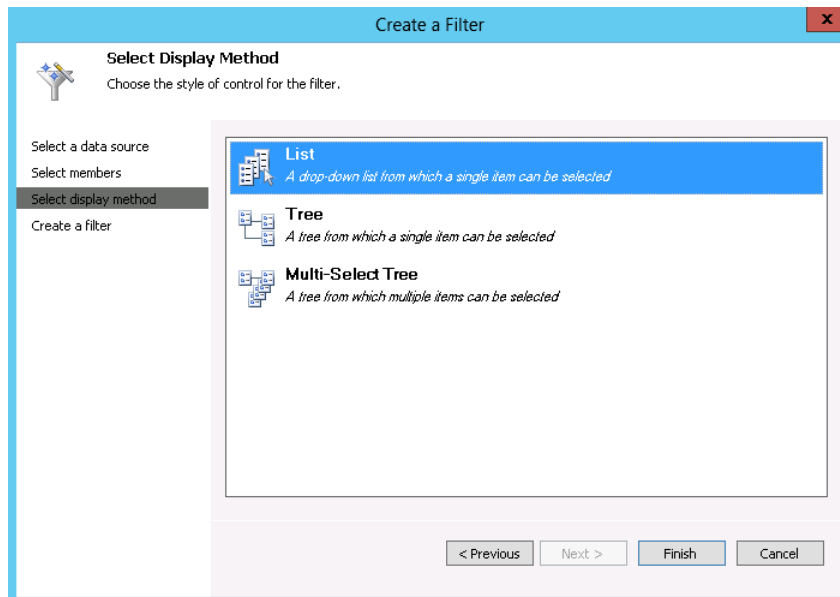 Create a Filter
x
Select Display Method
Choose the style of control for the filter.
Select a data source
Select members
Select display method
Create a filter
List
A drop-down list from which a single item can be selected
Tree
A tree from which a single item can be selected
Multi-Select Tree
A tree from which multiple items can be selected
< Previous Next > Finish Cancel